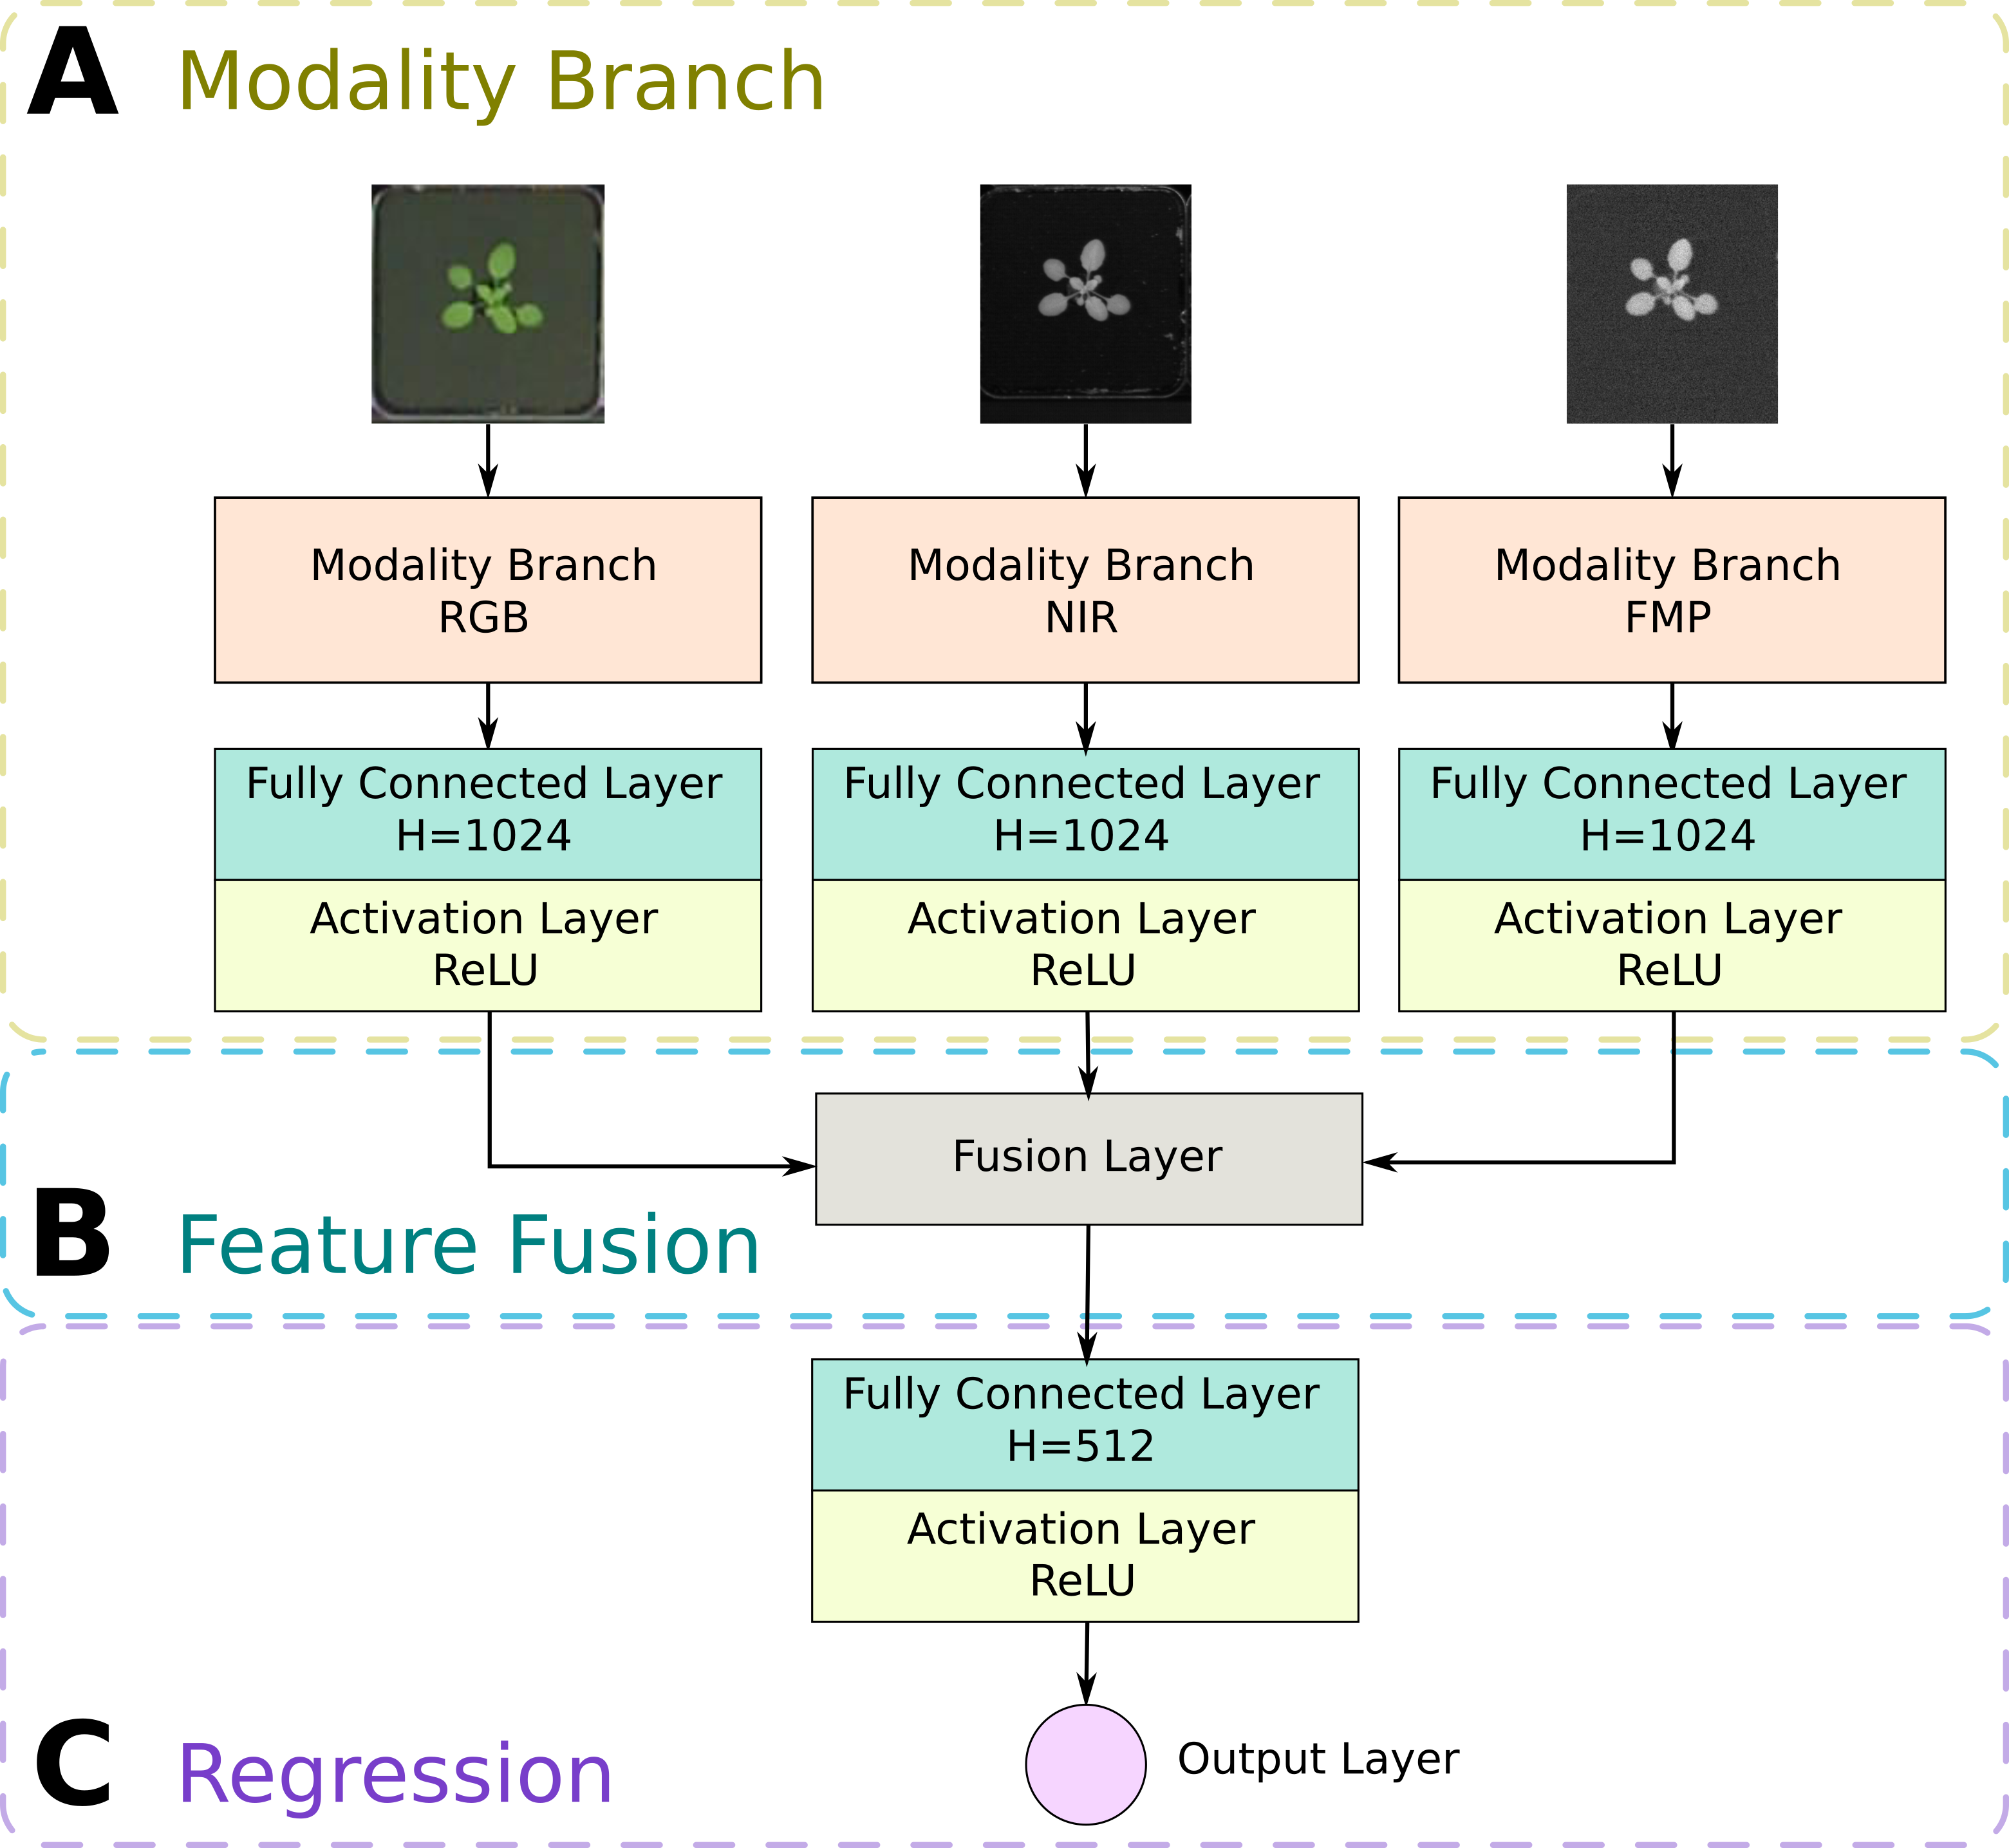 A Modality Branch
Modality Branch
RGB
Modality Branch
NIR
Modality Branch
FMP
Fully Connected Layer
H=1024
Activation Layer
ReLU
Fully Connected Layer
H=1024
Activation Layer
ReLU
Fully Connected Layer
H=1024
Activation Layer
ReLU
Fusion Layer
B Feature Fusion
Fully Connected Layer
H=512
Activation Layer
ReLU
Output Layer
C Regression